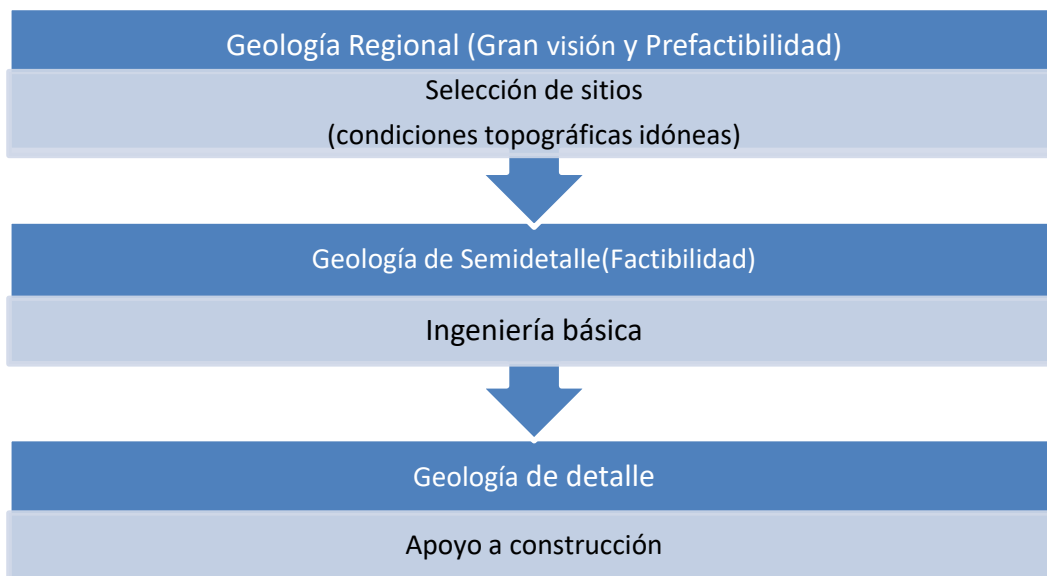 Geología Regional (Gran visión y Prefactibilidad)
Selección de sitios
(condiciones topográficas idóneas)
Geología de Semidetalle(Factibilidad)
Ingeniería básica
Geología de detalle
Apoyo a construcción